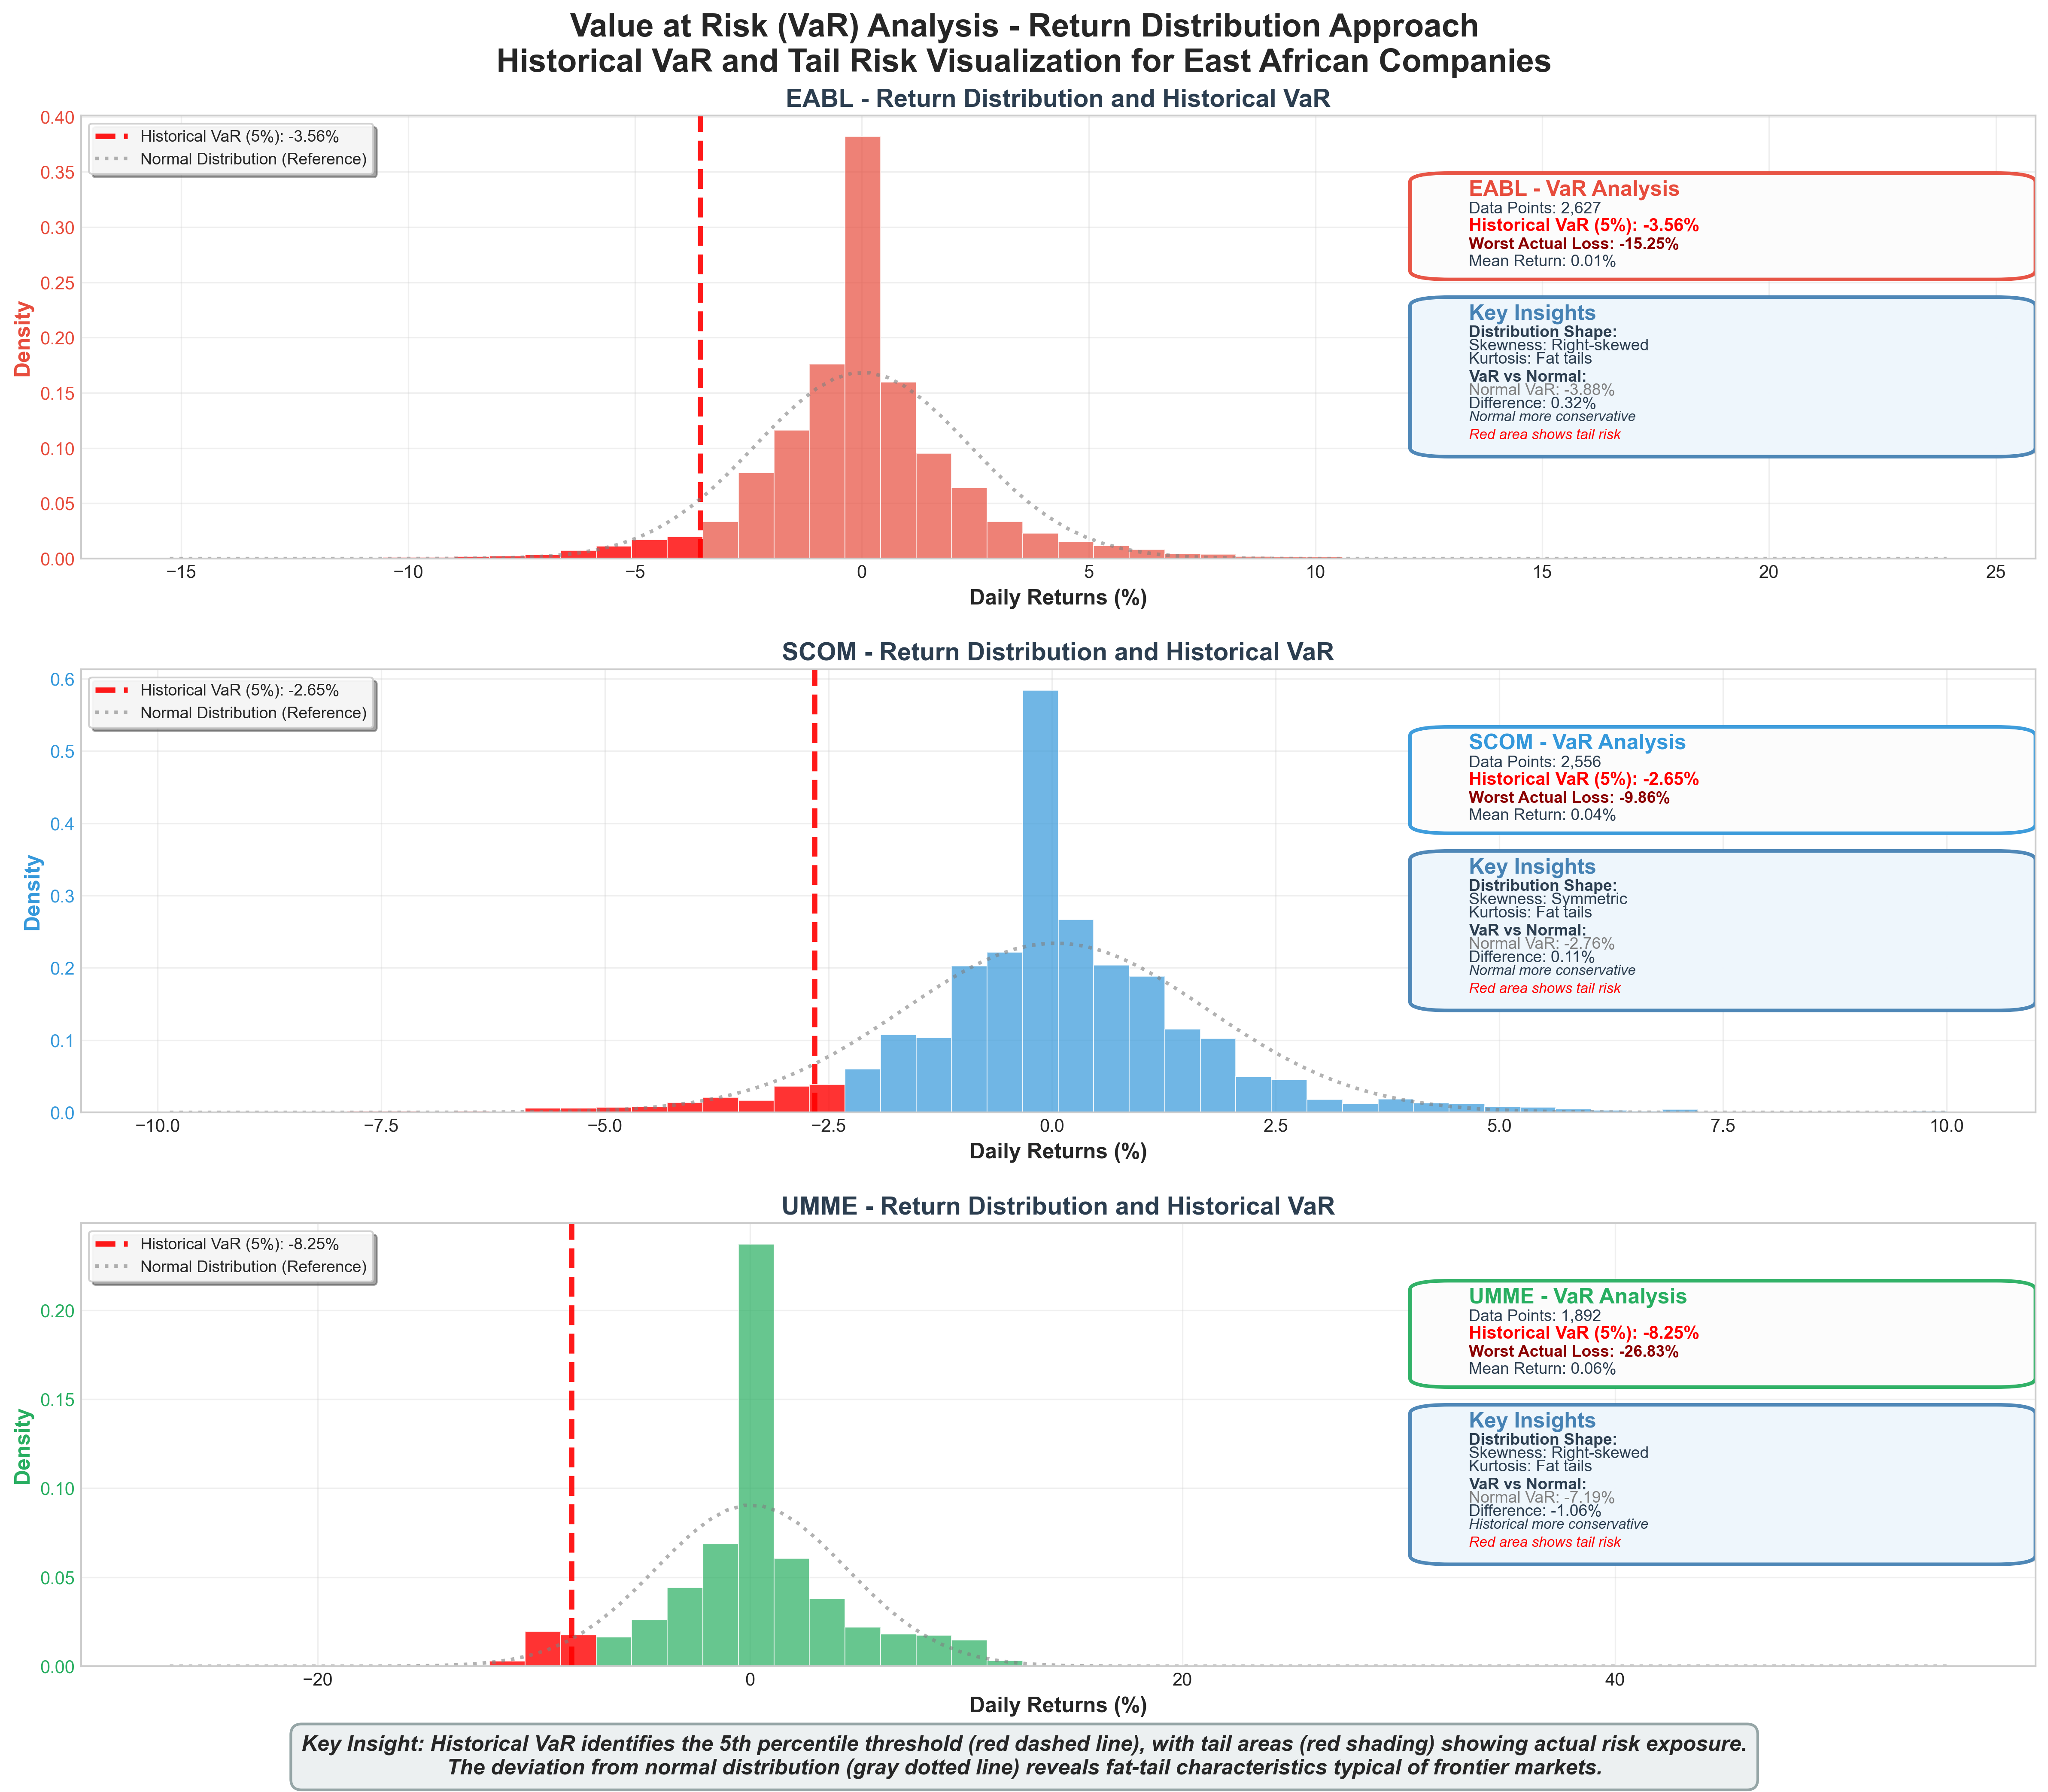 Value at Risk (VaR) Analysis - Return Distribution Approach
Historical VaR and Tail Risk Visualization for East African Companies
EABL - Return Distribution and Historical VaR
Historical VaR (5%): -3.56%
Normal Distribution (Reference)
EABL - VaR Analysis
Data Points: 2,627
Historical VaR (5%): -3.56%
Worst Actual Loss: -15.25%
Mean Return: 0.01%
Key Insights
Distribution Shape:
Skewness: Right-skewed
Kurtosis: Fat tails
VaR vs Normal:
Normal VaR: -3.88%
Difference: 0.32%
Normal more conservative
Red area shows tail risk
Density
0.40
0.35
0.30
0.25
0.20
0.15
0.10
0.05
0.00
−15
−10
−5
0
5
10
15
20
25
Daily Returns (%)
SCOM - Return Distribution and Historical VaR
Historical VaR (5%): -2.65%
Normal Distribution (Reference)
SCOM - VaR Analysis
Data Points: 2,556
Historical VaR (5%): -2.65%
Worst Actual Loss: -9.86%
Mean Return: 0.04%
Key Insights
Distribution Shape:
Skewness: Symmetric
Kurtosis: Fat tails
VaR vs Normal:
Normal VaR: -2.76%
Difference: 0.11%
Normal more conservative
Red area shows tail risk
Density
0.6
0.5
0.4
0.3
0.2
0.1
0.0
−10.0
−7.5
−5.0
−2.5
0.0
2.5
5.0
7.5
10.0
Daily Returns (%)
UMME - Return Distribution and Historical VaR
Historical VaR (5%): -8.25%
Normal Distribution (Reference)
UMME - VaR Analysis
Data Points: 1,892
Historical VaR (5%): -8.25%
Worst Actual Loss: -26.83%
Mean Return: 0.06%
Key Insights
Distribution Shape:
Skewness: Right-skewed
Kurtosis: Fat tails
VaR vs Normal:
Normal VaR: -7.19%
Difference: -1.06%
Historical more conservative
Red area shows tail risk
Density
0.20
0.15
0.10
0.05
0.00
−20
0
20
40
Daily Returns (%)
Key Insight: Historical VaR identifies the 5th percentile threshold (red dashed line), with tail areas (red shading) showing actual risk exposure.
The deviation from normal distribution (gray dotted line) reveals fat-tail characteristics typical of frontier markets.